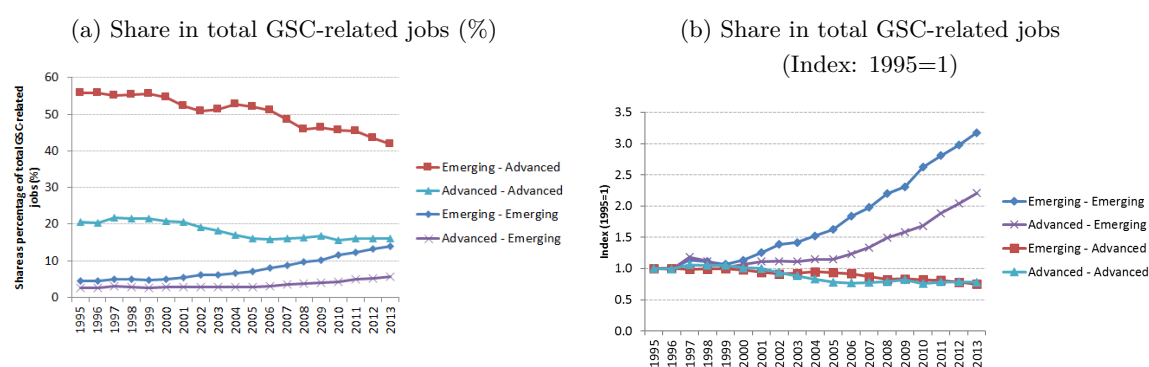 (a) Share in total GSC-related jobs (%)
Share as percentage of total GSC-related
jobs (%)
60
50
40
30
20
10
0
1995 1996 1997 1998 1999 2000 2001 2002 2003 2004 2005 2006 2007 2008 2009 2010 2011 2012 2013
Emerging - Advanced
Advanced - Advanced
Emerging - Emerging
Advanced - Emerging
(b) Share in total GSC-related jobs
(Index: 1995=1)
Index (1995=1)
3.5
3.0
2.5
2.0
1.5
1.0
0.5
0.0
1995 1996 1997 1998 1999 2000 2001 2002 2003 2004 2005 2006 2007 2008 2009 2010 2011 2012 2013
Emerging - Emerging
Advanced - Emerging
Emerging - Advanced
Advanced - Advanced